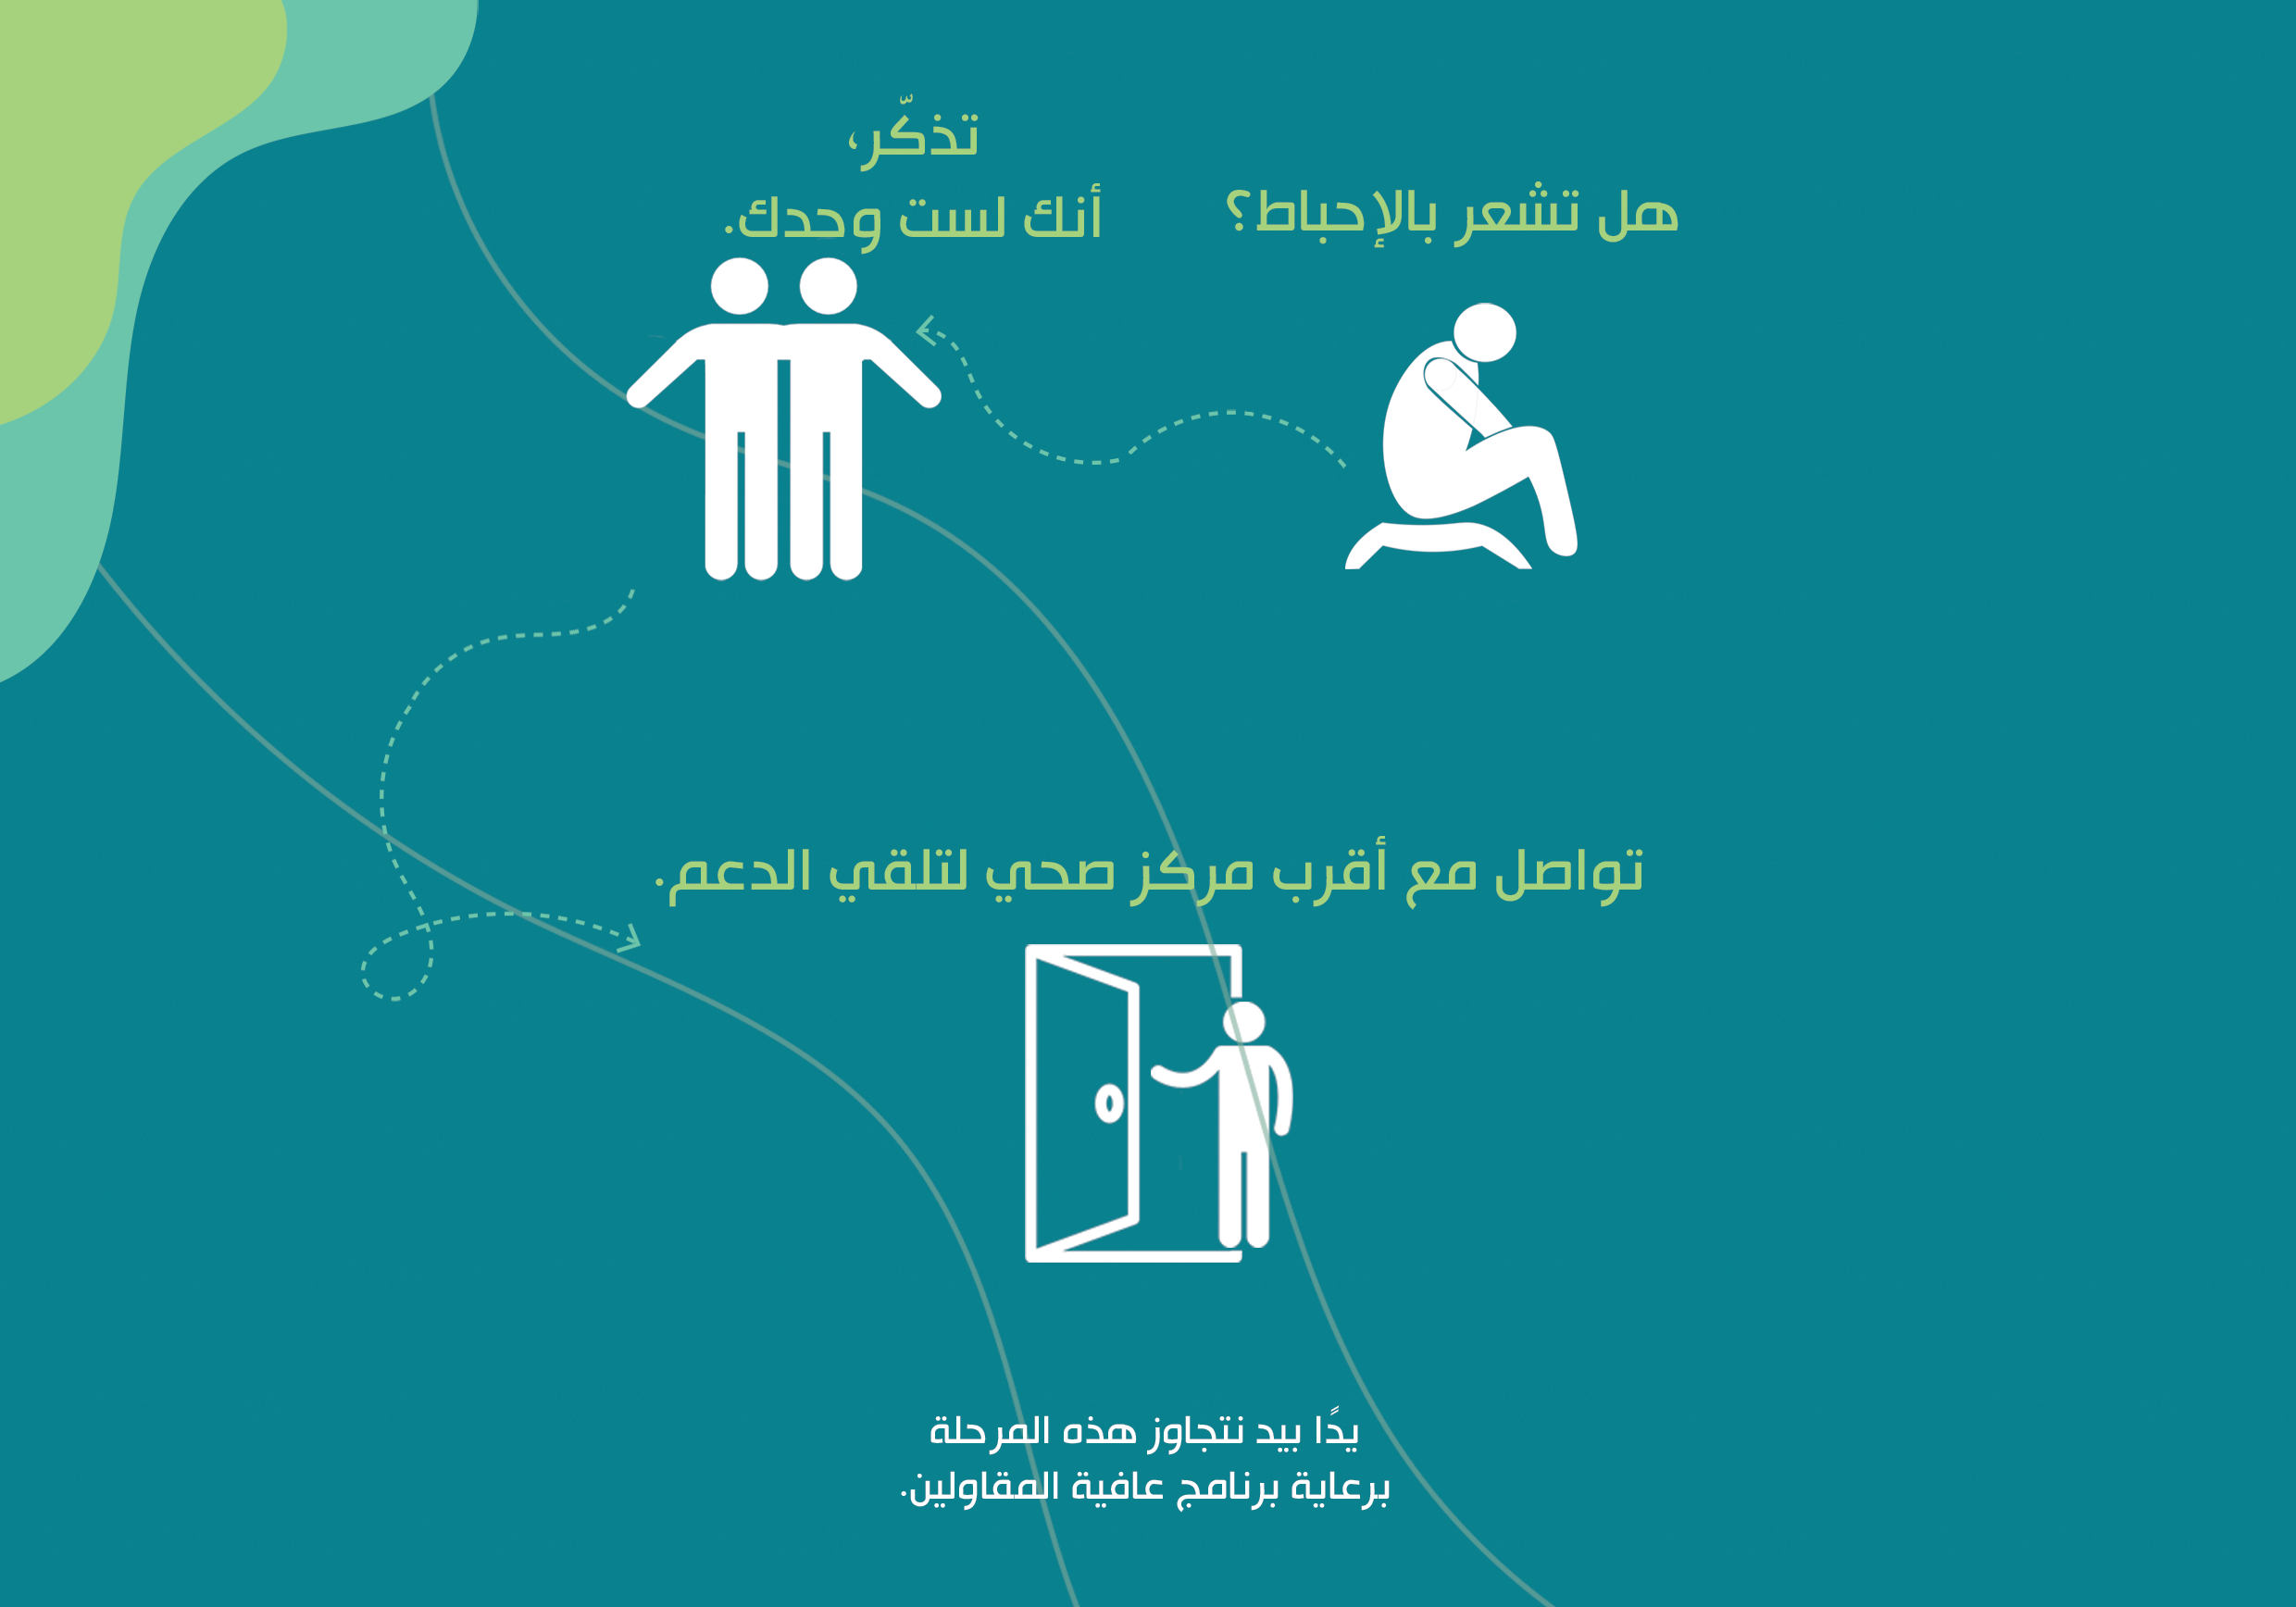 هل تشعر بالإحباط؟
تذكّر،
أنك لست وحدك.
تواصل مع أقرب مركز صحي لتلقي الدعم.
يدًا بيد نتجاوز هذه المرحلة
برعاية برنامج عافية المقاولين.